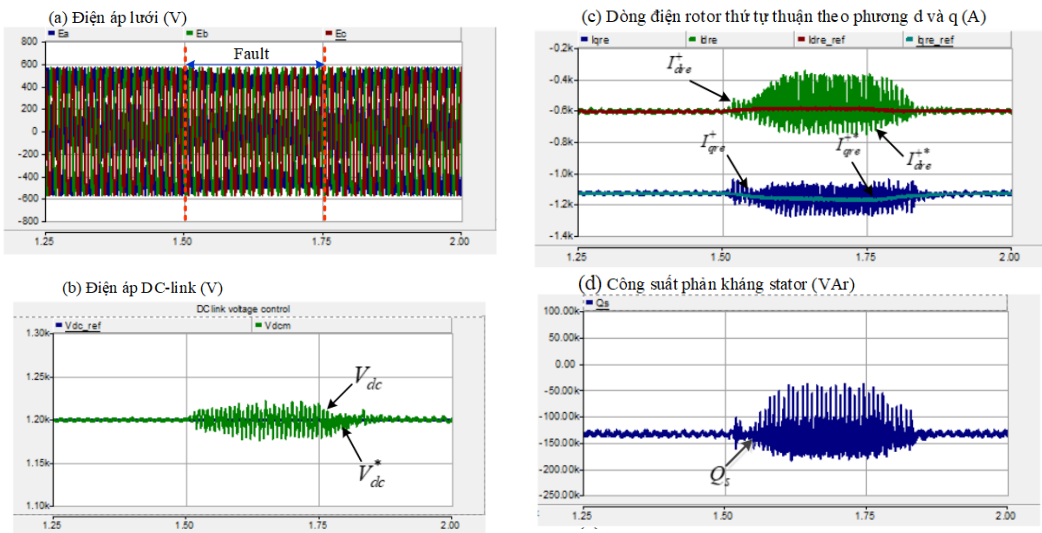 (a) Điện áp lưới (V)
Ea Eb Ec
800
600
400
200
0
-200
-400
-600
-800
Fault
1.25 1.50 1.75 2.00
(b) Điện áp DC-link (V)
DC link voltage control
Vdc_ref Vdcm
1.30k
1.25k
1.20k
1.15k
1.10k
V_dc
V*_dc
1.25 1.50 1.75 2.00
(c) Dòng điện rotor thứ tự thuận theo phương d và q (A)
Iqre Idre Idre_ref Iqre_ref
-0.2k
-0.4k
-0.6k
-0.8k
-1.0k
-1.2k
-1.4k
I+dre
I+qre
I+*qre
I+*dre
1.25 1.50 1.75 2.00
(d) Công suất phản kháng stator (VAr)
Qs
100.00k
50.00k
0.00
-50.00k
-100.00k
-150.00k
-200.00k
-250.00k
Qs
1.25 1.50 1.75 2.00